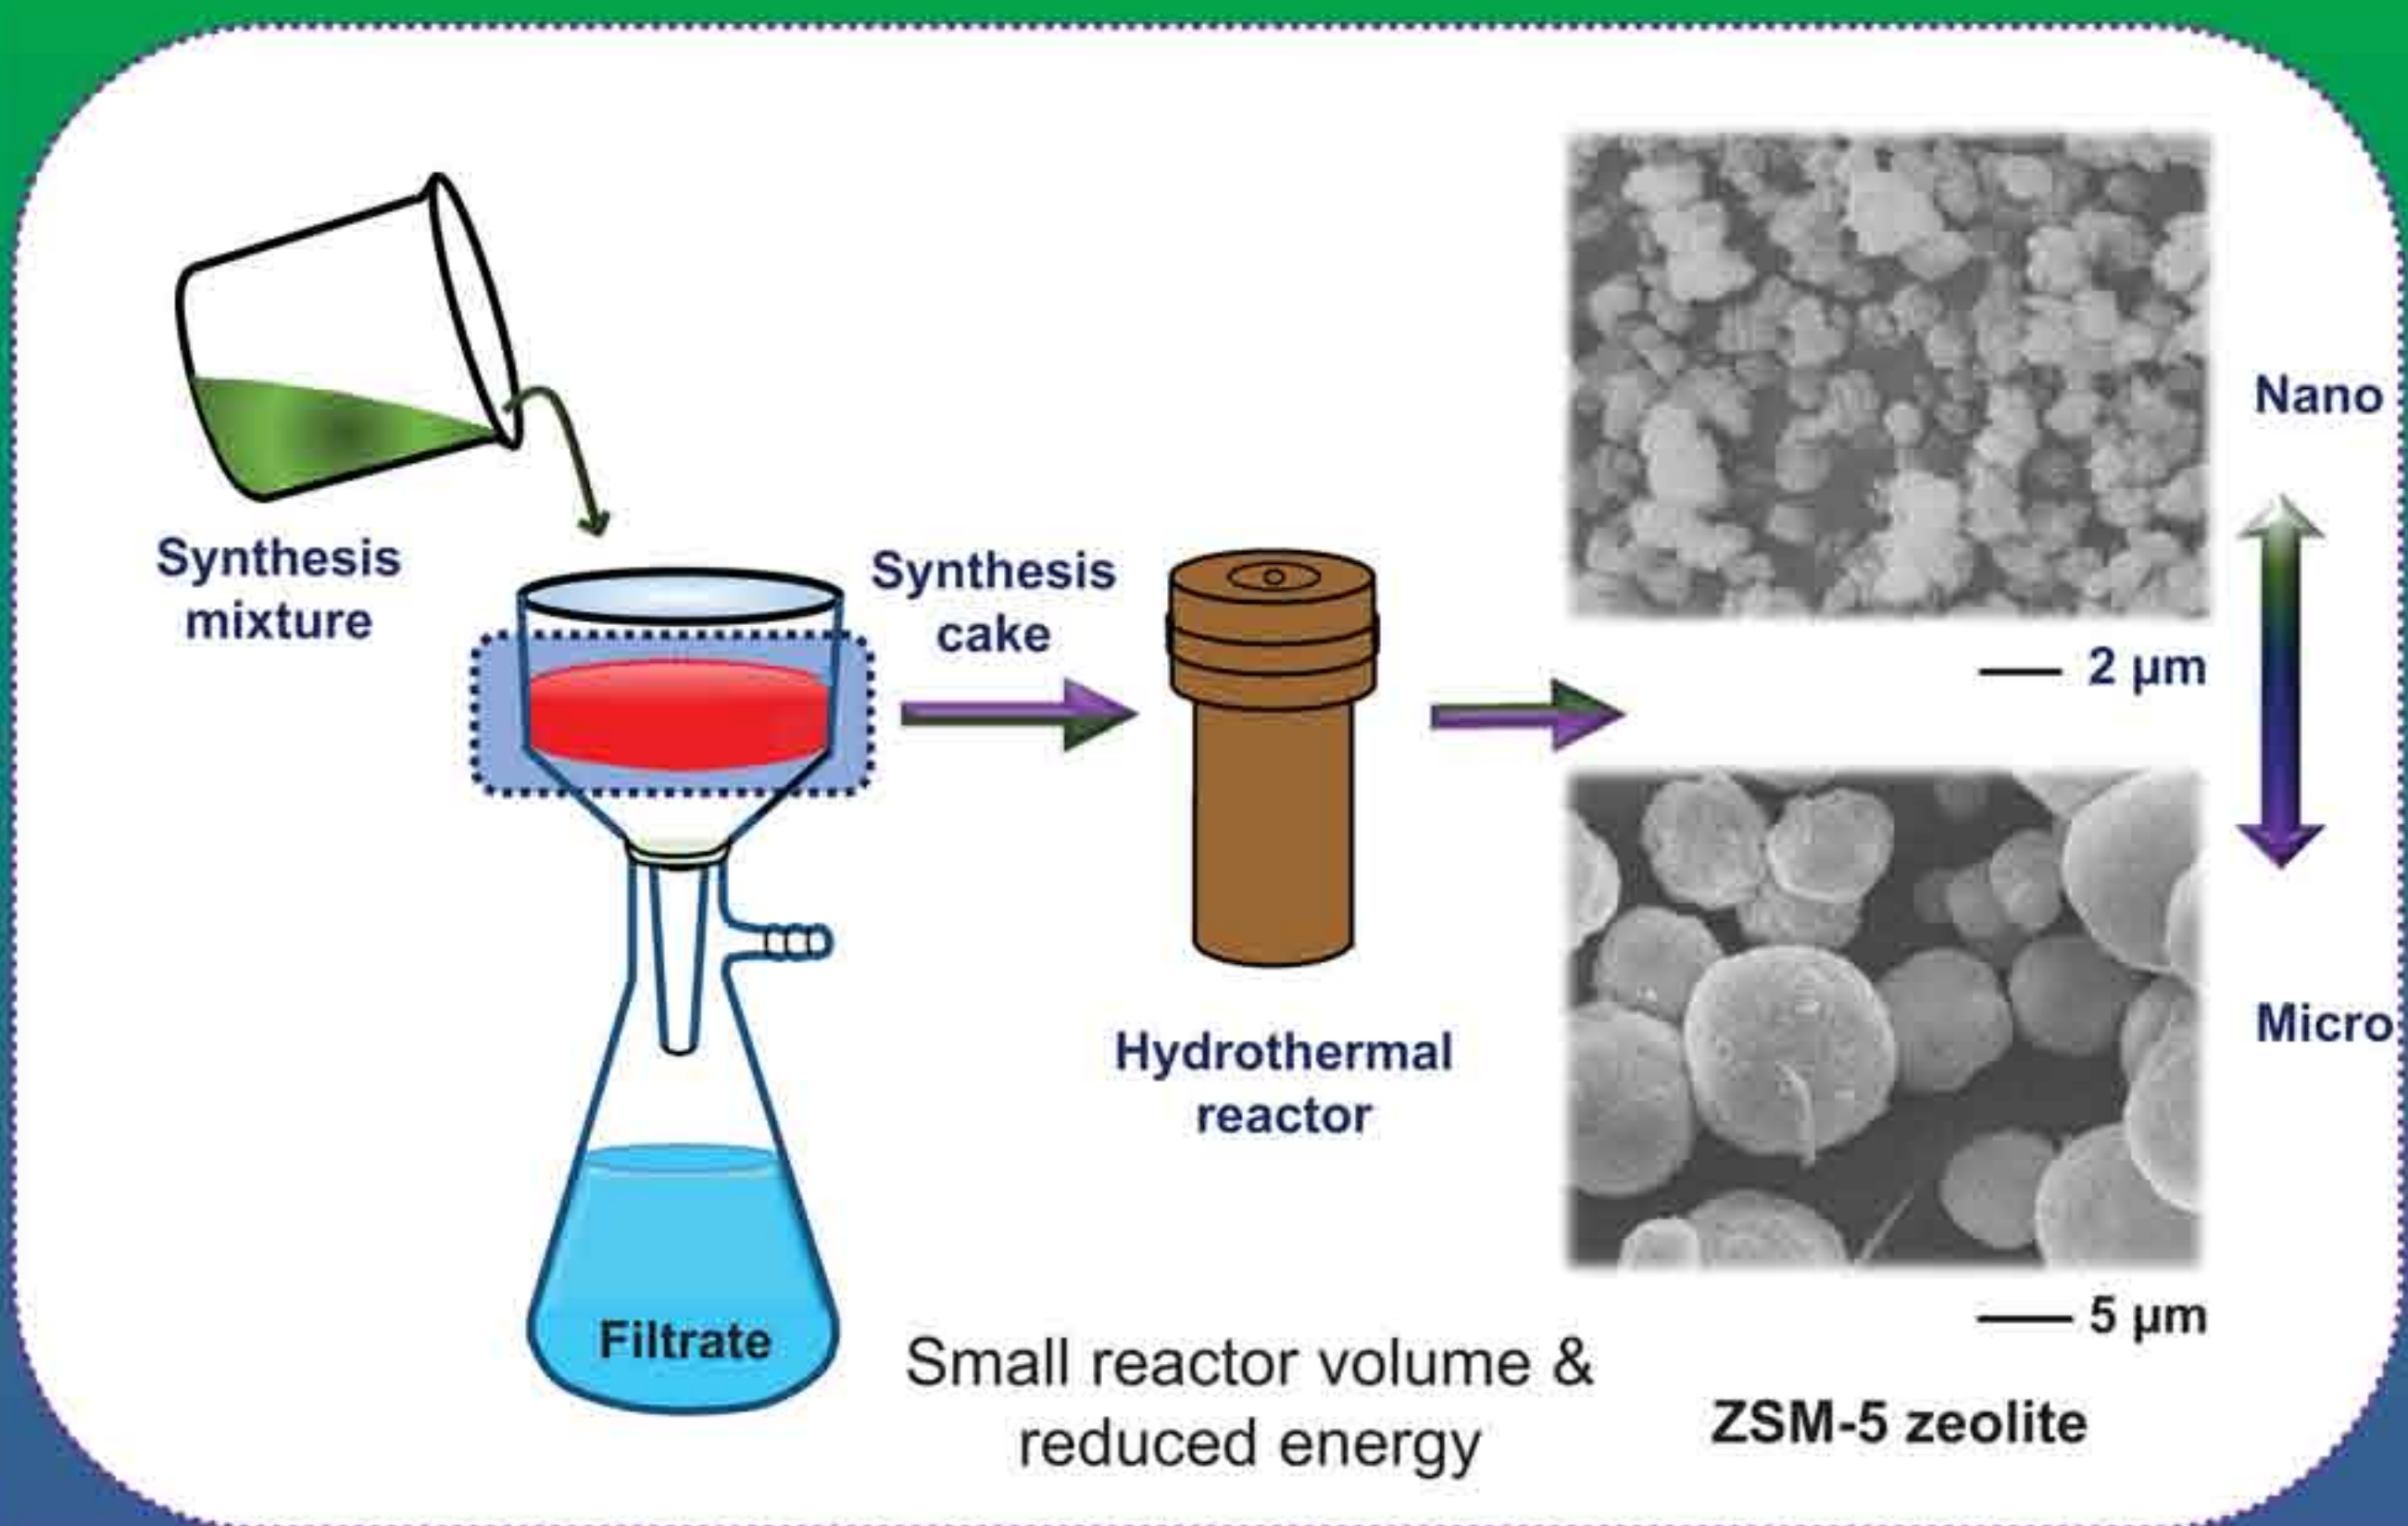 Synthesis
mixture
Synthesis
cake
Hydrothermal
reactor
Filtrate
Small reactor volume &
reduced energy
Nano
2 µm
Micro
5 µm
ZSM-5 zeolite